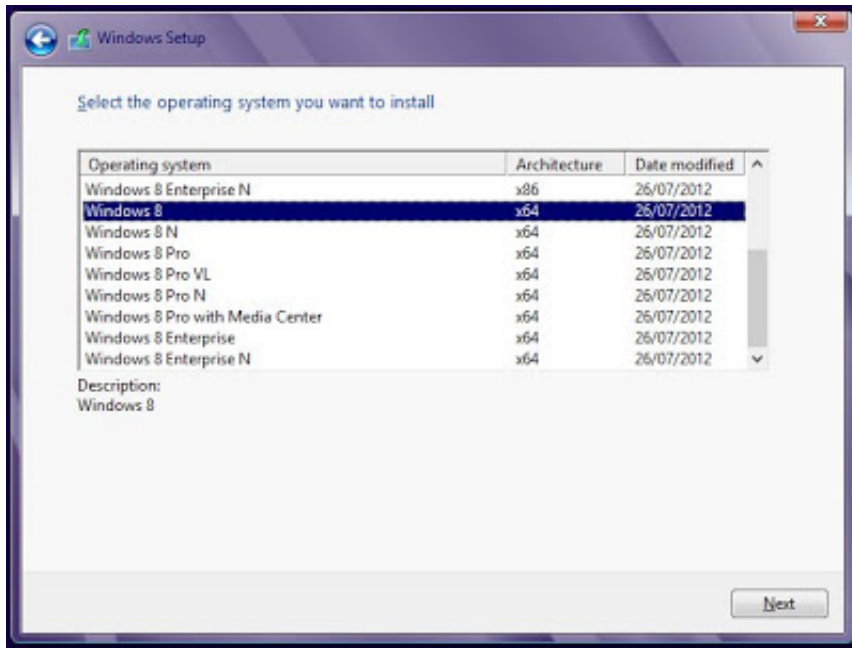 Windows Setup
Select the operating system you want to install
Operating system Architecture Date modified
Windows 8 Enterprise N x86 26/07/2012
Windows 8 x64 26/07/2012
Windows 8 N x64 26/07/2012
Windows 8 Pro x64 26/07/2012
Windows 8 Pro VL x64 26/07/2012
Windows 8 Pro N x64 26/07/2012
Windows 8 Pro with Media Center x64 26/07/2012
Windows 8 Enterprise x64 26/07/2012
Windows 8 Enterprise N x64 26/07/2012
Description:
Windows 8
Next